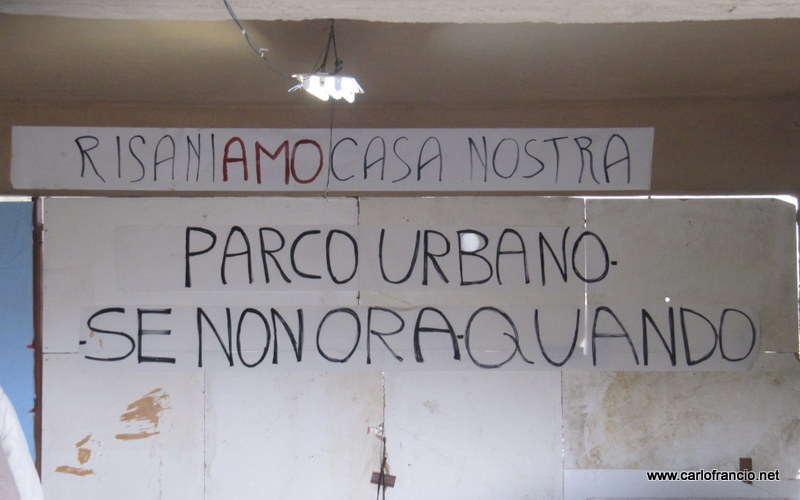 RISANIAMO CASA NOSTRA
PARCO URBANO-
-SE NON ORA-QUANDO
www.carlofrancio.net